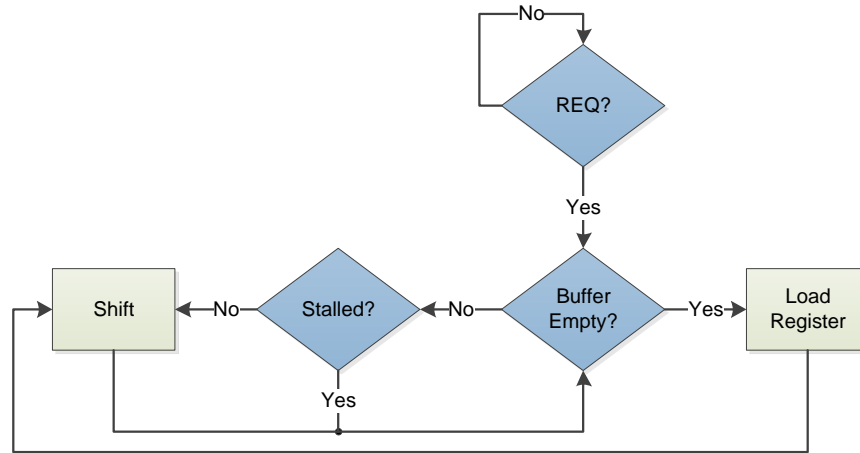 No
REQ?
Yes
Shift
No
Stalled?
No
Buffer
Empty?
Yes
Load
Register
Yes